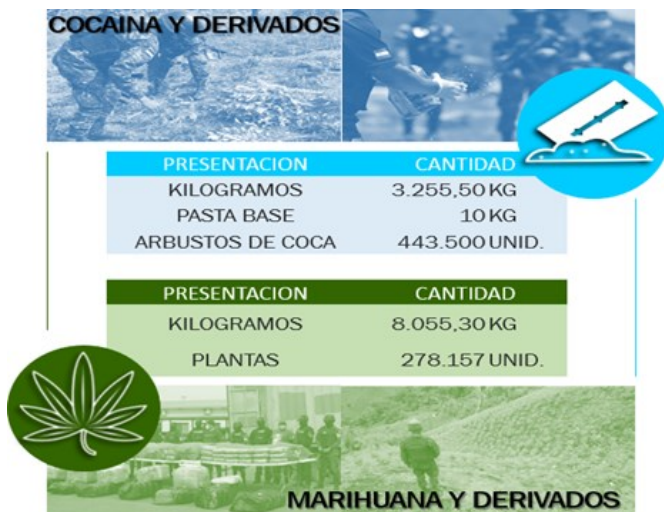 COCAINA Y DERIVADOS
PRESENTACION CANTIDAD
KILOGRAMOS 3.255,50 KG
PASTA BASE 10 KG
ARBUSTOS DE COCA 443.500 UNID.
PRESENTACION CANTIDAD
KILOGRAMOS 8.055,30 KG
PLANTAS 278.157 UNID.
MARIHUANA Y DERIVADOS